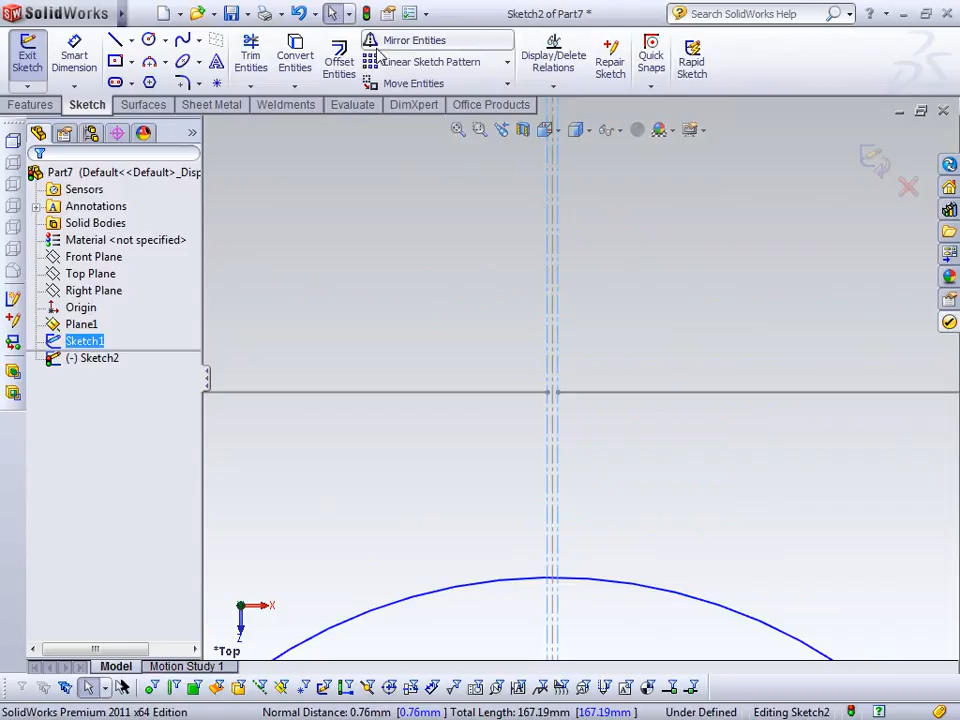 SolidWorks
Sketch2 of Part7 *
Search SolidWorks Help
Exit Sketch
Smart Dimension
Trim Entities
Convert Entities
Offset Entities
Mirror Entities
Linear Sketch Pattern
Move Entities
Display/Delete Relations
Repair Sketch
Quick Snaps
Rapid Sketch
Features
Sketch
Surfaces
Sheet Metal
Weldments
Evaluate
DimXpert
Office Products
Part7 (Default<<Default>_Disp
Sensors
Annotations
Solid Bodies
Material <not specified>
Front Plane
Top Plane
Right Plane
Origin
Plane1
Sketch1
(-) Sketch2
X
Z
*Top
Model
Motion Study 1
SolidWorks Premium 2011 x64 Edition
Normal Distance: 0.76mm [0.76mm] Total Length: 167.19mm [167.19mm]
Under Defined
Editing Sketch2